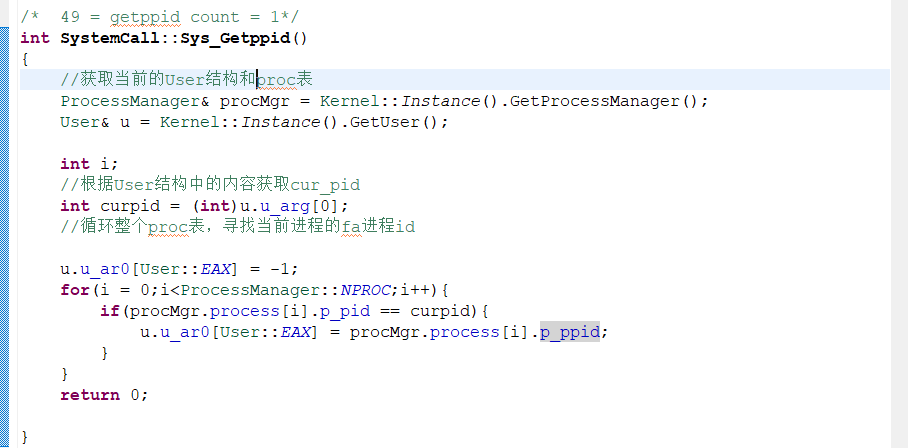 /*  49 = getppid count = 1*/
int SystemCall::Sys_Getppid()
{
//获取当前的User结构和proc表
ProcessManager& procMgr = Kernel::Instance().GetProcessManager();
User& u = Kernel::Instance().GetUser();
int i;
//根据User结构中的内容获取cur_pid
int curpid = (int)u.u_arg[0];
//循环整个proc表，寻找当前进程的fa进程id
u.u_ar0[User::EAX] = -1;
for(i = 0;i<ProcessManager::NPROC;i++){
if(procMgr.process[i].p_pid == curpid){
u.u_ar0[User::EAX] = procMgr.process[i].p_ppid;
}
}
return 0;
}